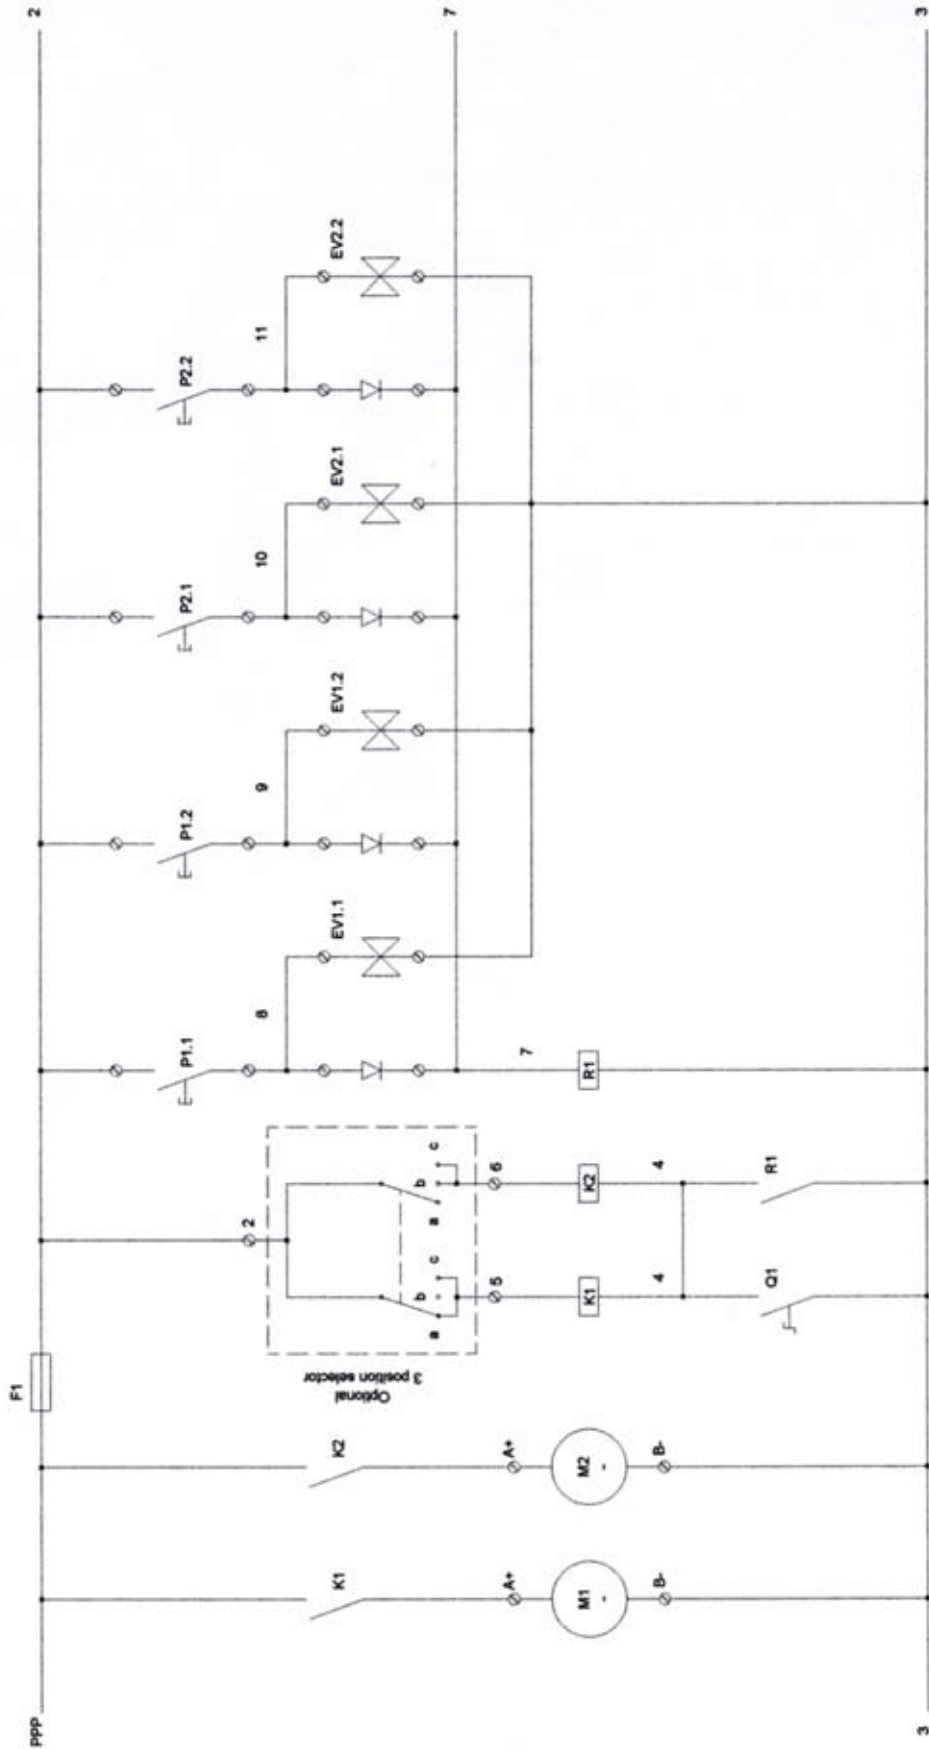 F1
PPP
2
P1.1
P1.2
P2.1
P2.2
2
8
9
10
11
K1
K2
Optional
3 position selector
EV1.1
EV1.2
EV2.1
EV2.2
a
b
c
a
b
c
7
A+
A+
5
6
7
M1
-
M2
-
K1
K2
R1
B-
B-
4
4
Q1
R1
3
3